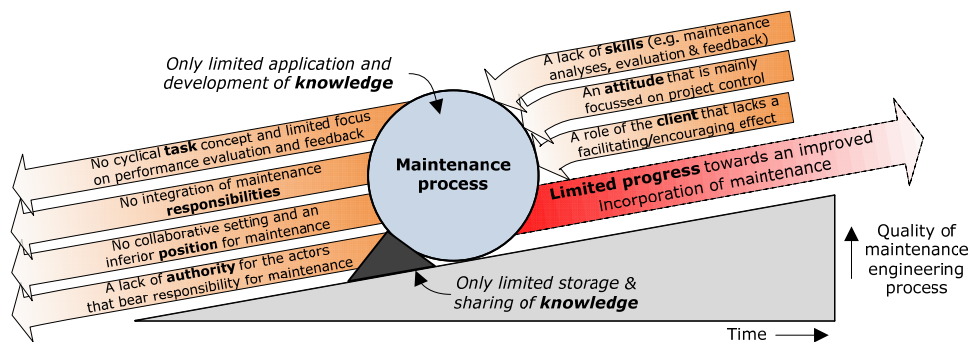 Only limited application and
development of knowledge
A lack of skills (e.g. maintenance
analyses, evaluation & feedback)
An attitude that is mainly
focussed on project control
A role of the client that lacks a
facilitating/encouraging effect
No cyclical task concept and limited focus
on performance evaluation and feedback
No integration of maintenance
responsibilities
No collaborative setting and an
inferior position for maintenance
A lack of authority for the actors
that bear responsibility for maintenance
Maintenance
process
Limited progress towards an improved
Incorporation of maintenance
Only limited storage &
sharing of knowledge
Quality of
maintenance
engineering
process
Time